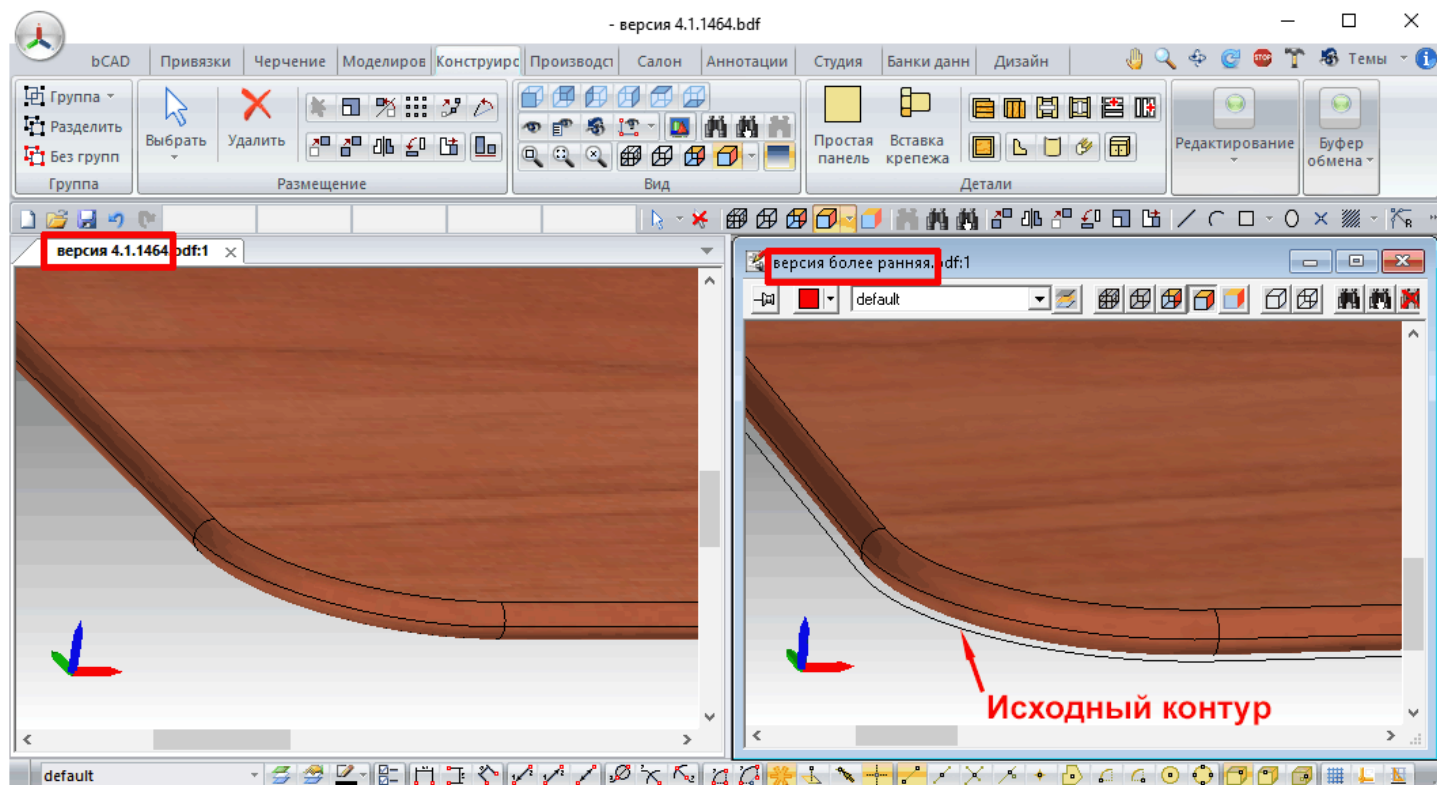 - версия 4.1.1464.bdf
bCAD Привязки Черчение Моделиров Конструирс Производст Салон Аннотации Студия Банки данн Дизайн STOP Темы
Группа
Разделить
Без групп
Выбрать Удалить
Простая панель
Вставка крепежа
Редактирование
Буфер обмена
Группа Размещение Вид Детали
версия 4.1.1464.bdf:1
версия более ранняя.bdf:1
default
Исходный контур
default